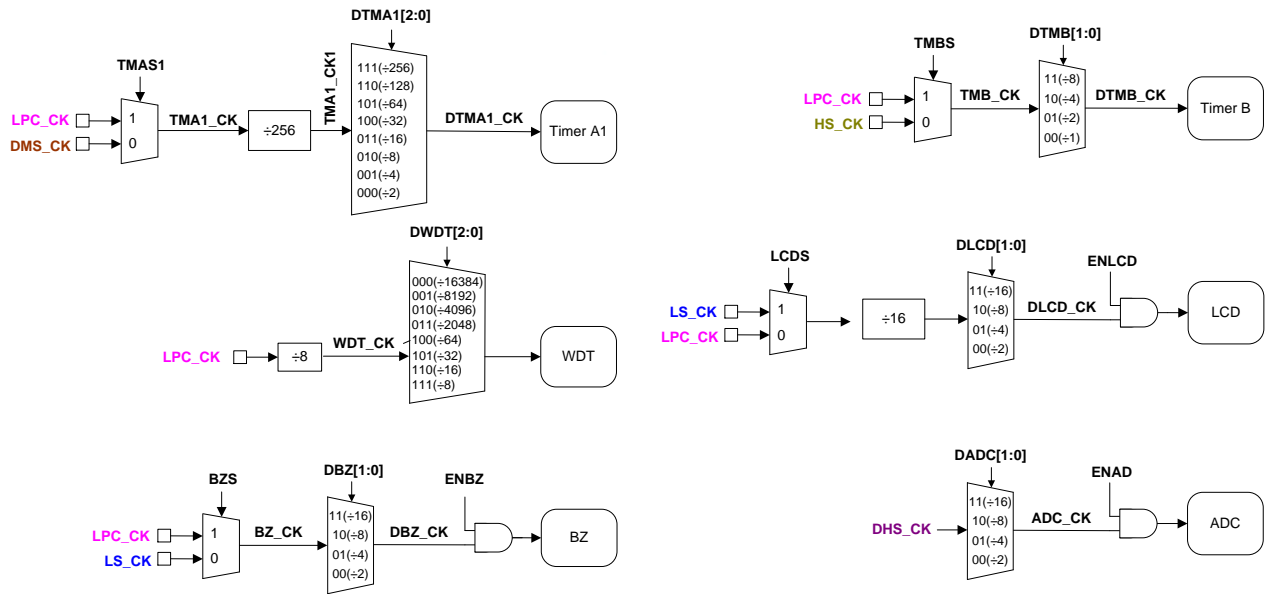 DTMA1[2:0]
TMAS1
TMA1_CK1
111(÷256)
110(÷128)
101(÷64)
100(÷32)
011(÷16)
010(÷8)
001(÷4)
000(÷2)
LPC_CK
1
TMA1_CK
÷256
DTMA1_CK
Timer A1
DMS_CK
0
DTMB[1:0]
TMBS
11(÷8)
10(÷4)
01(÷2)
00(÷1)
LPC_CK
1
TMB_CK
DTMB_CK
Timer B
HS_CK
0
DWDT[2:0]
000(÷16384)
001(÷8192)
010(÷4096)
011(÷2048)
100(÷64)
101(÷32)
110(÷16)
111(÷8)
LPC_CK
÷8
WDT_CK
WDT
DLCD[1:0]
LCDS
ENLCD
11(÷16)
10(÷8)
01(÷4)
00(÷2)
LS_CK
1
÷16
DLCD_CK
LCD
LPC_CK
0
DBZ[1:0]
BZS
ENBZ
11(÷16)
10(÷8)
01(÷4)
00(÷2)
LPC_CK
1
BZ_CK
DBZ_CK
BZ
LS_CK
0
DADC[1:0]
ENAD
11(÷16)
10(÷8)
01(÷4)
00(÷2)
DHS_CK
ADC_CK
ADC